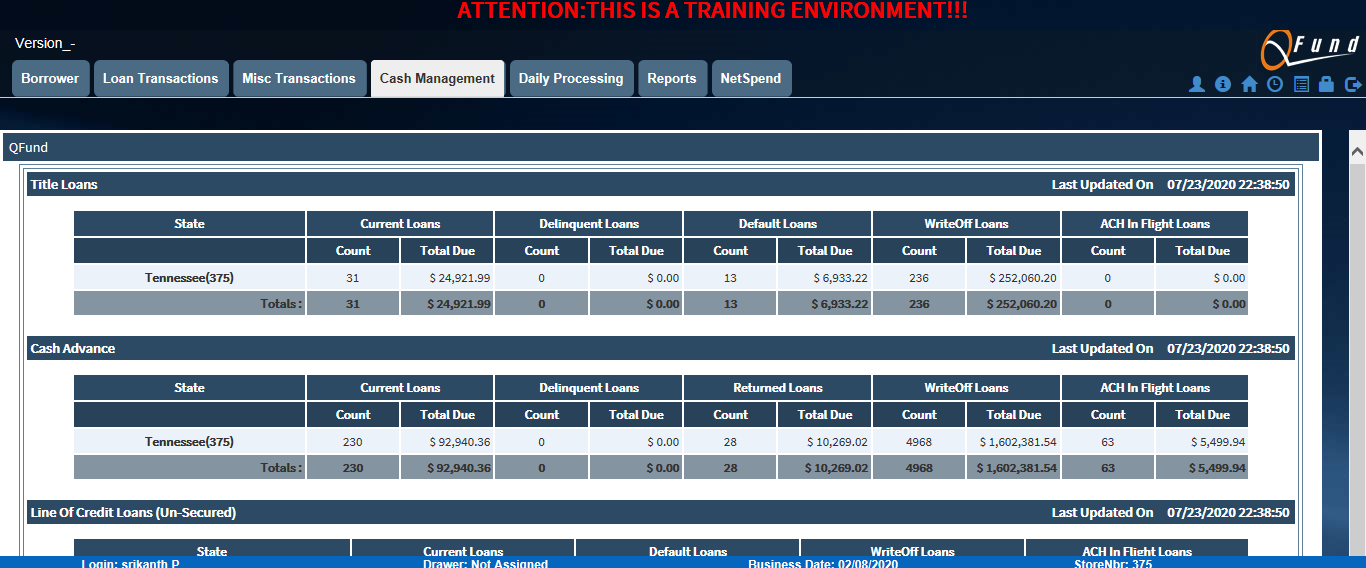 ATTENTION:THIS IS A TRAINING ENVIRONMENT!!!
Version_-
QFund
Borrower Loan Transactions Misc Transactions Cash Management Daily Processing Reports NetSpend
QFund
Title Loans Last Updated On 07/23/2020 22:38:50
State Current Loans Delinquent Loans Default Loans WriteOff Loans ACH In Flight Loans
Count Total Due Count Total Due Count Total Due Count Total Due Count Total Due
Tennessee(375) 31 $ 24,921.99 0 $ 0.00 13 $ 6,933.22 236 $ 252,060.20 0 $ 0.00
Totals : 31 $ 24,921.99 0 $ 0.00 13 $ 6,933.22 236 $ 252,060.20 0 $ 0.00
Cash Advance Last Updated On 07/23/2020 22:38:50
State Current Loans Delinquent Loans Returned Loans WriteOff Loans ACH In Flight Loans
Count Total Due Count Total Due Count Total Due Count Total Due Count Total Due
Tennessee(375) 230 $ 92,940.36 0 $ 0.00 28 $ 10,269.02 4968 $ 1,602,381.54 63 $ 5,499.94
Totals : 230 $ 92,940.36 0 $ 0.00 28 $ 10,269.02 4968 $ 1,602,381.54 63 $ 5,499.94
Line Of Credit Loans (Un-Secured) Last Updated On 07/23/2020 22:38:50
State Current Loans Default Loans WriteOff Loans ACH In Flight Loans
Login: srikanth P Drawer: Not Assigned Business Date: 02/08/2020 StoreNbr: 375